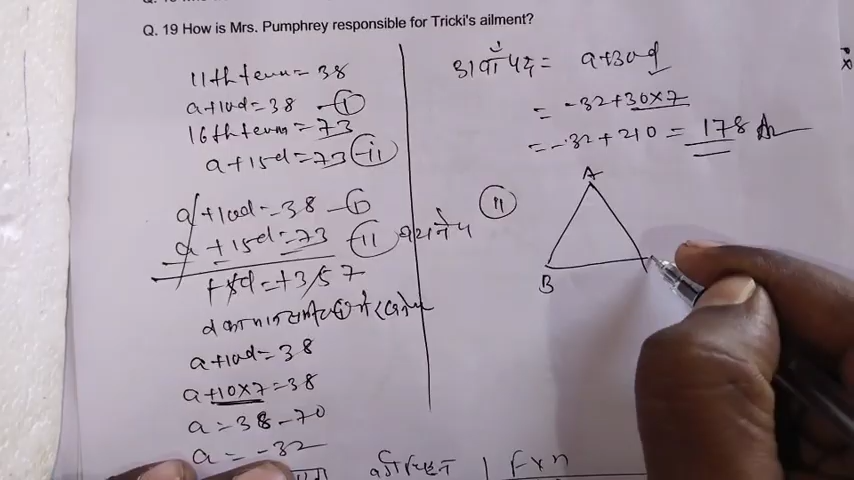 Q. 19 How is Mrs. Pumphrey responsible for Tricki's ailment?
11th term = 38
a+10d = 38 -(i)
16th term = 73
a+15d = 73 (ii)
a+10d = 38 -(i)
a+15d = 73 (ii)
a+10d = 38
a+10×7=38
a = 38-70
a = -32
31वाँ पद = a+30d
= -32+30×7
= -32+210 = 178
(ii)
A
B
F×n